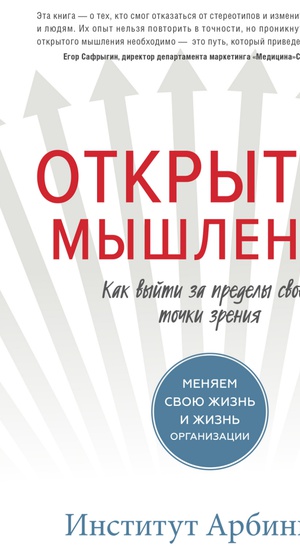 Эта книга — о тех, кто смог отказаться от стереотипов и измени
и людям. Их опыт нельзя повторить в точности, но проникну
открытого мышления необходимо — это путь, который приведе
Егор Сафрыгин, директор департамента маркетинга «Медицина»С
ОТКРЫТ
МЫШЛЕН
Как выйти за пределы сво
точки зрения
МЕНЯЕМ
СВОЮ ЖИЗНЬ
И ЖИЗНЬ
ОРГАНИЗАЦИИ
Институт Арбин